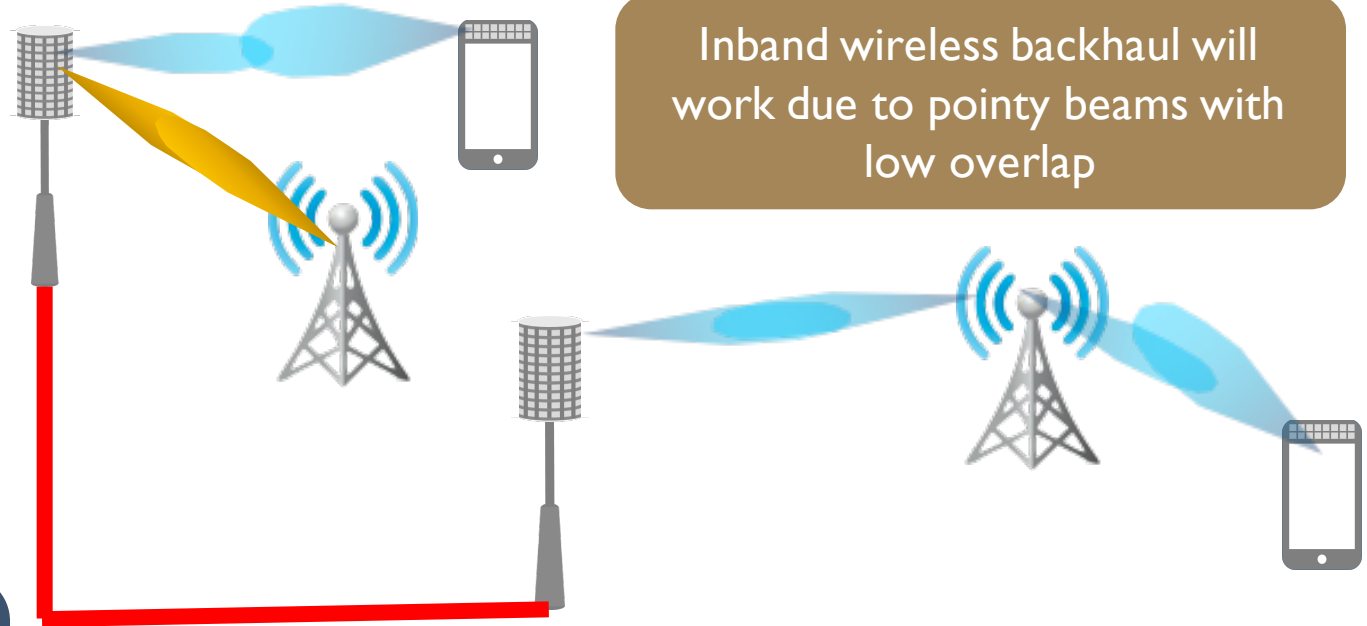 Inband wireless backhaul will
work due to pointy beams with
low overlap